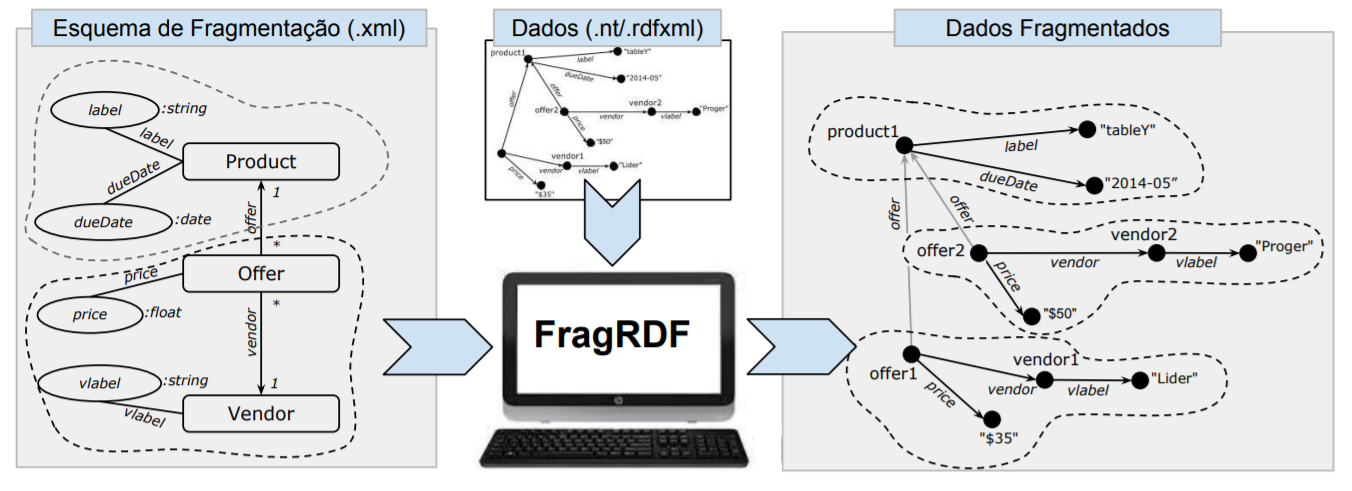 Esquema de Fragmentação (.xml)
label
:string
label
Product
dueDate
dueDate
:date
1
offer
*
Offer
price
price
:float
*
vendor
vlabel
:string
1
vlabel
Vendor
Dados (.nt/.rdfxml)
product1
"tableY"
label
dueDate
"2014-05"
offer
offer
offer2
vendor2
"Proger"
vendor
vlabel
price
"$50"
vendor1
"Lider"
vendor
vlabel
price
"$35"
FragRDF
Dados Fragmentados
product1
"tableY"
label
dueDate
"2014-05"
offer
offer
offer2
vendor2
"Proger"
vendor
vlabel
price
"$50"
offer1
vendor1
"Lider"
vendor
vlabel
price
"$35"